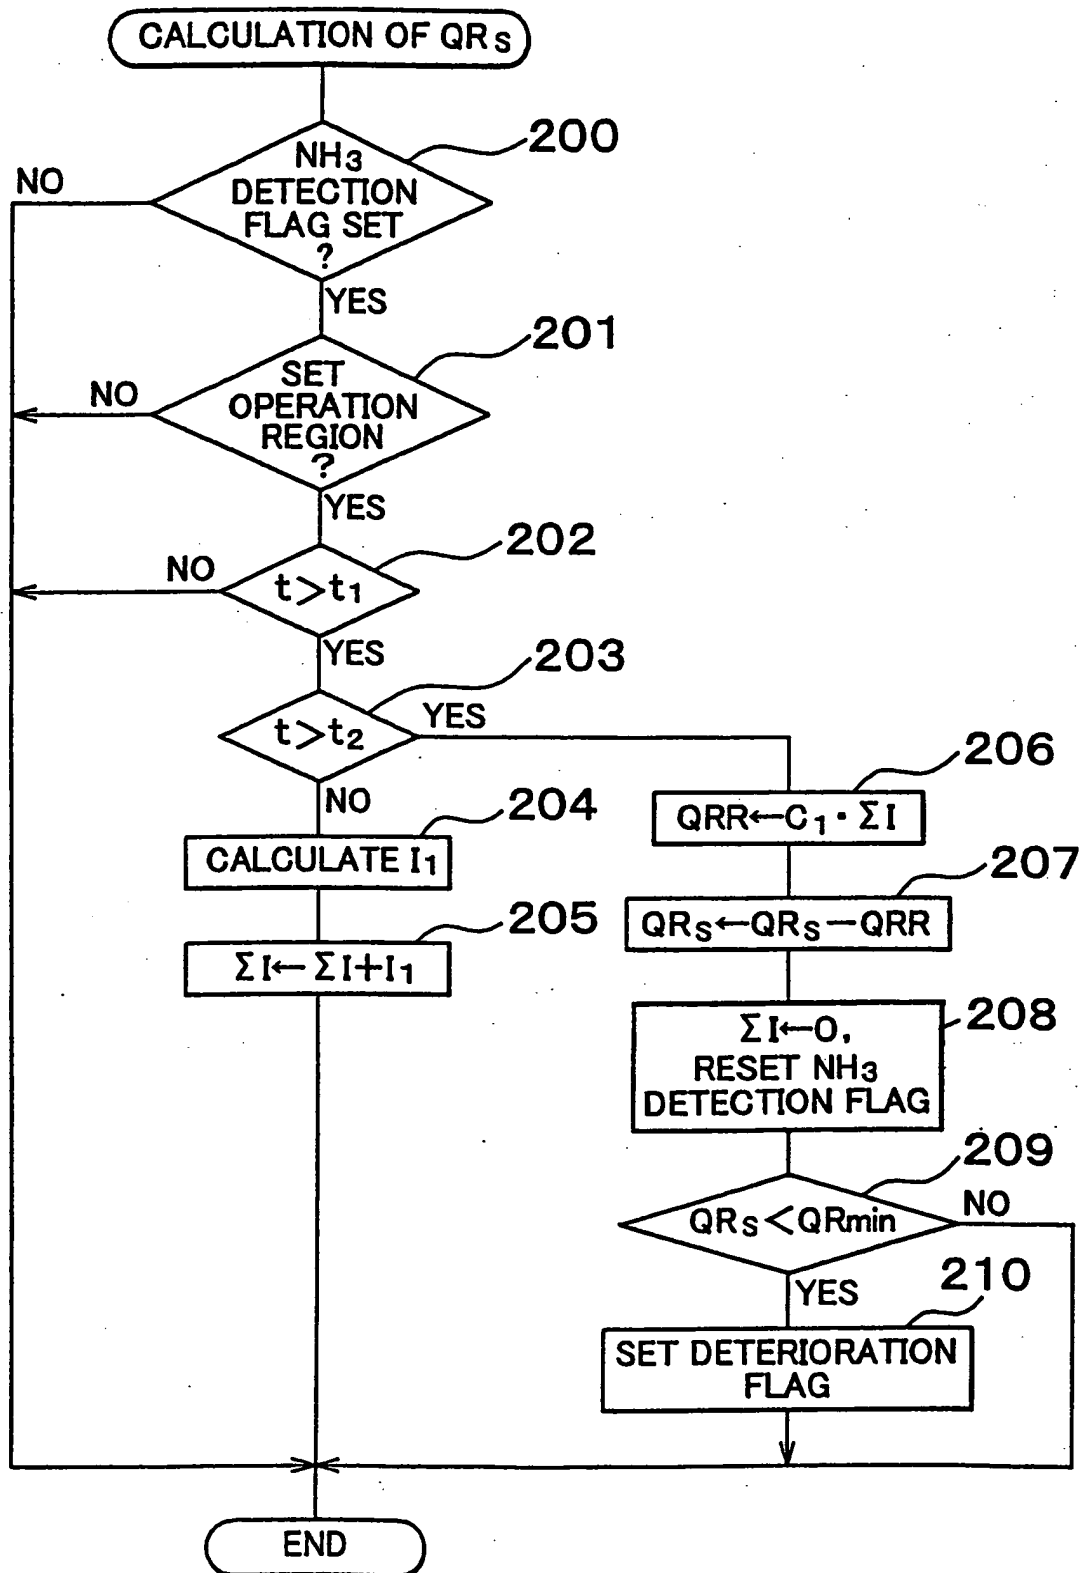 CALCULATION OF QRS
200
NH3
DETECTION
FLAG SET
?
NO
YES
201
SET
OPERATION
REGION
?
NO
YES
202
t>t1
NO
YES
203
t>t2
YES
NO
204
CALCULATE I1
205
ΣI←ΣI+I1
206
QRR←C1·ΣI
207
QRS←QRS−QRR
208
ΣI←0,
RESET NH3
DETECTION FLAG
209
QRS<QRmin
NO
YES
210
SET DETERIORATION
FLAG
END